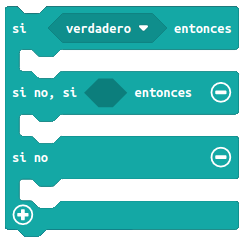 si verdadero entonces
si no, si entonces
si no